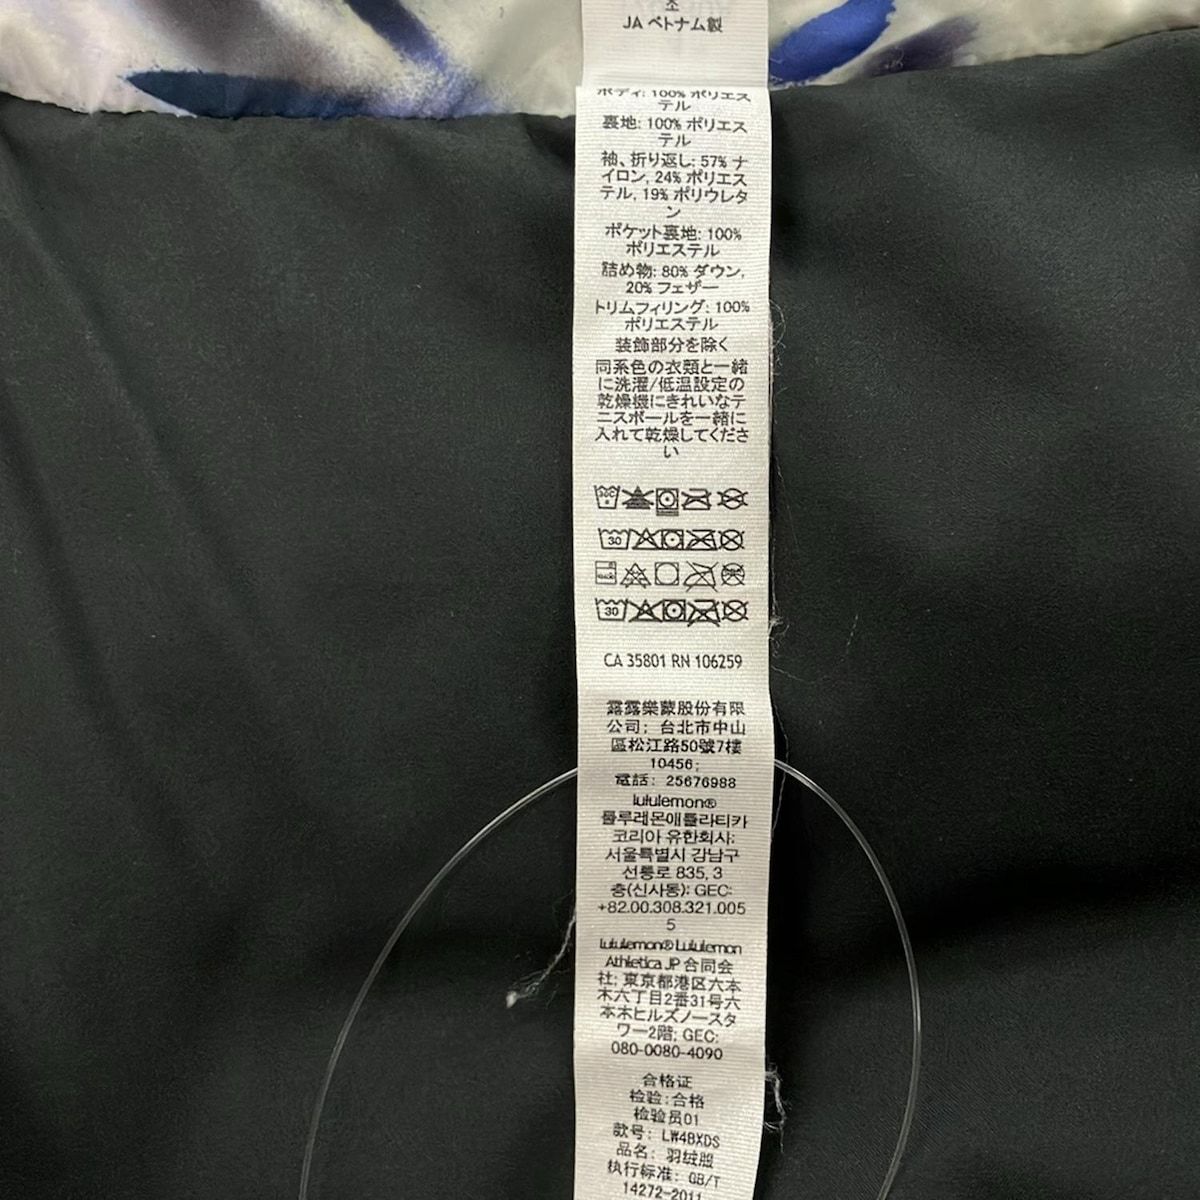 조
JA ベトナム製
ボディ: 100% ポリエス
テル
裏地: 100% ポリエス
テル
袖、折り返し: 57% ナ
イロン, 24% ポリエス
テル, 19% ポリウレタ
ン
ポケット裏地: 100%
ポリエステル
詰め物: 80% ダウン,
20% フェザー
トリムフィリング: 100%
ポリエステル
装飾部分を除く
同系色の衣類と一緒
に洗濯/低温設定の
乾燥機にきれいなテ
ニスボールを一緒に
入れて乾燥してくださ
い
30
30
CA 35801 RN 106259
露露樂蒙股份有限
公司; 台北市中山
區松江路50號7樓
10456;
電話: 25676988
lululemon®
룰루레몬애틀라티카
코리아 유한회사:
서울특별시 강남구
선릉로 835, 3
층(신사동); GEC:
+82.00.308.321.005
5
lululemon® Lululemon
Athletica JP 合同会
社; 東京都港区六本
木六丁目2番31号六
本木ヒルズノースタ
ワー2階; GEC:
080-0080-4090
合格证
检验:合格
检验员01
款号: LW4BXDS
品名: 羽绒服
执行标准: GB/T
14272-2011